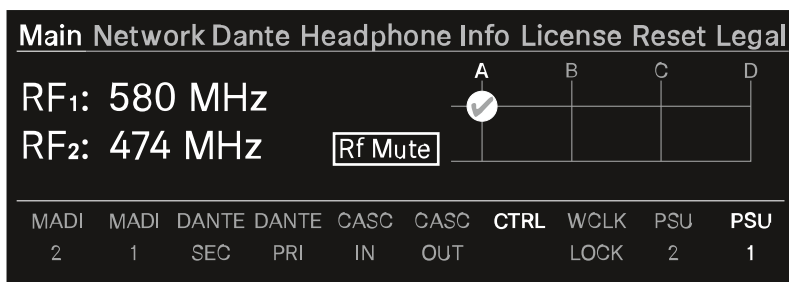 Main Network Dante Headphone Info License Reset Legal
A B C D
RF1: 580 MHz
RF2: 474 MHz Rf Mute
MADI MADI DANTE DANTE CASC CASC CTRL WCLK PSU PSU
2 1 SEC PRI IN OUT LOCK 2 1